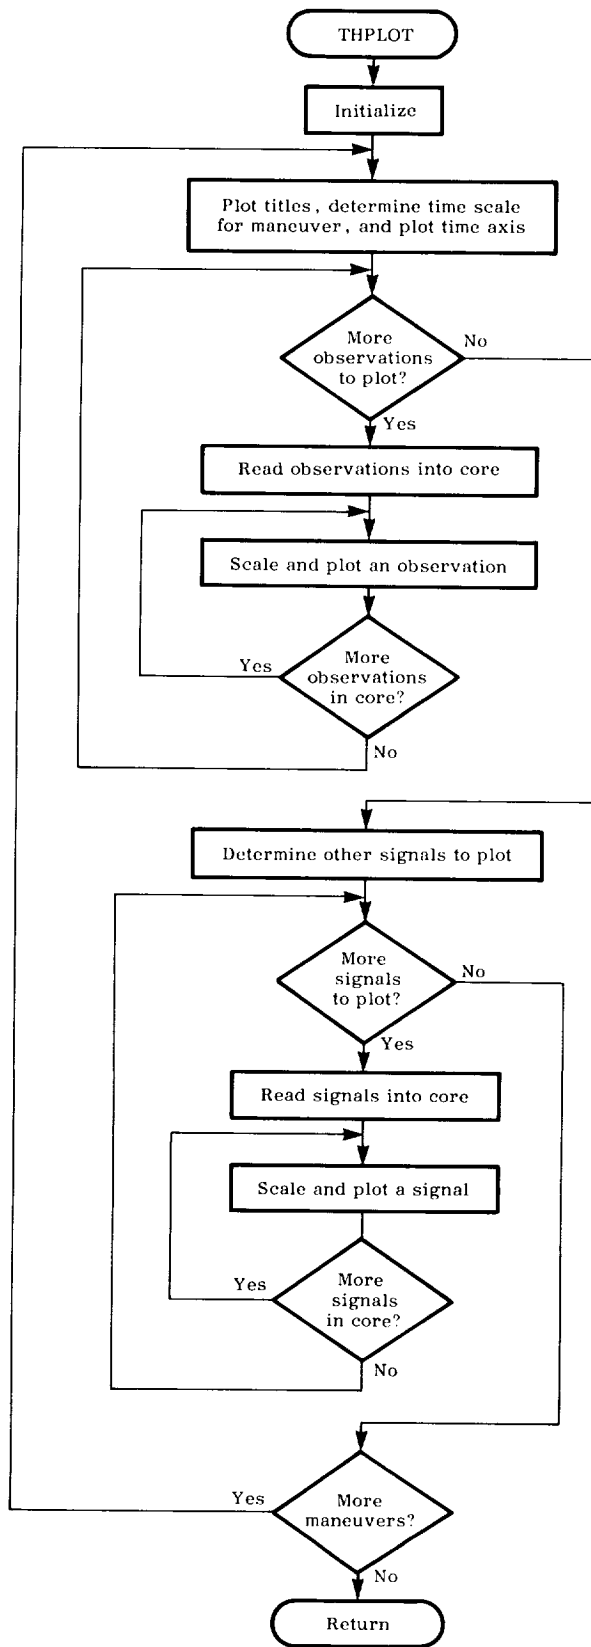 THPLOT
Initialize
Plot titles, determine time scale
for maneuver, and plot time axis
More
observations
to plot?
No
Yes
Read observations into core
Scale and plot an observation
More
observations
in core?
Yes
No
Determine other signals to plot
More
signals
to plot?
No
Yes
Read signals into core
Scale and plot a signal
More
signals
in core?
Yes
No
More
maneuvers?
Yes
No
Return